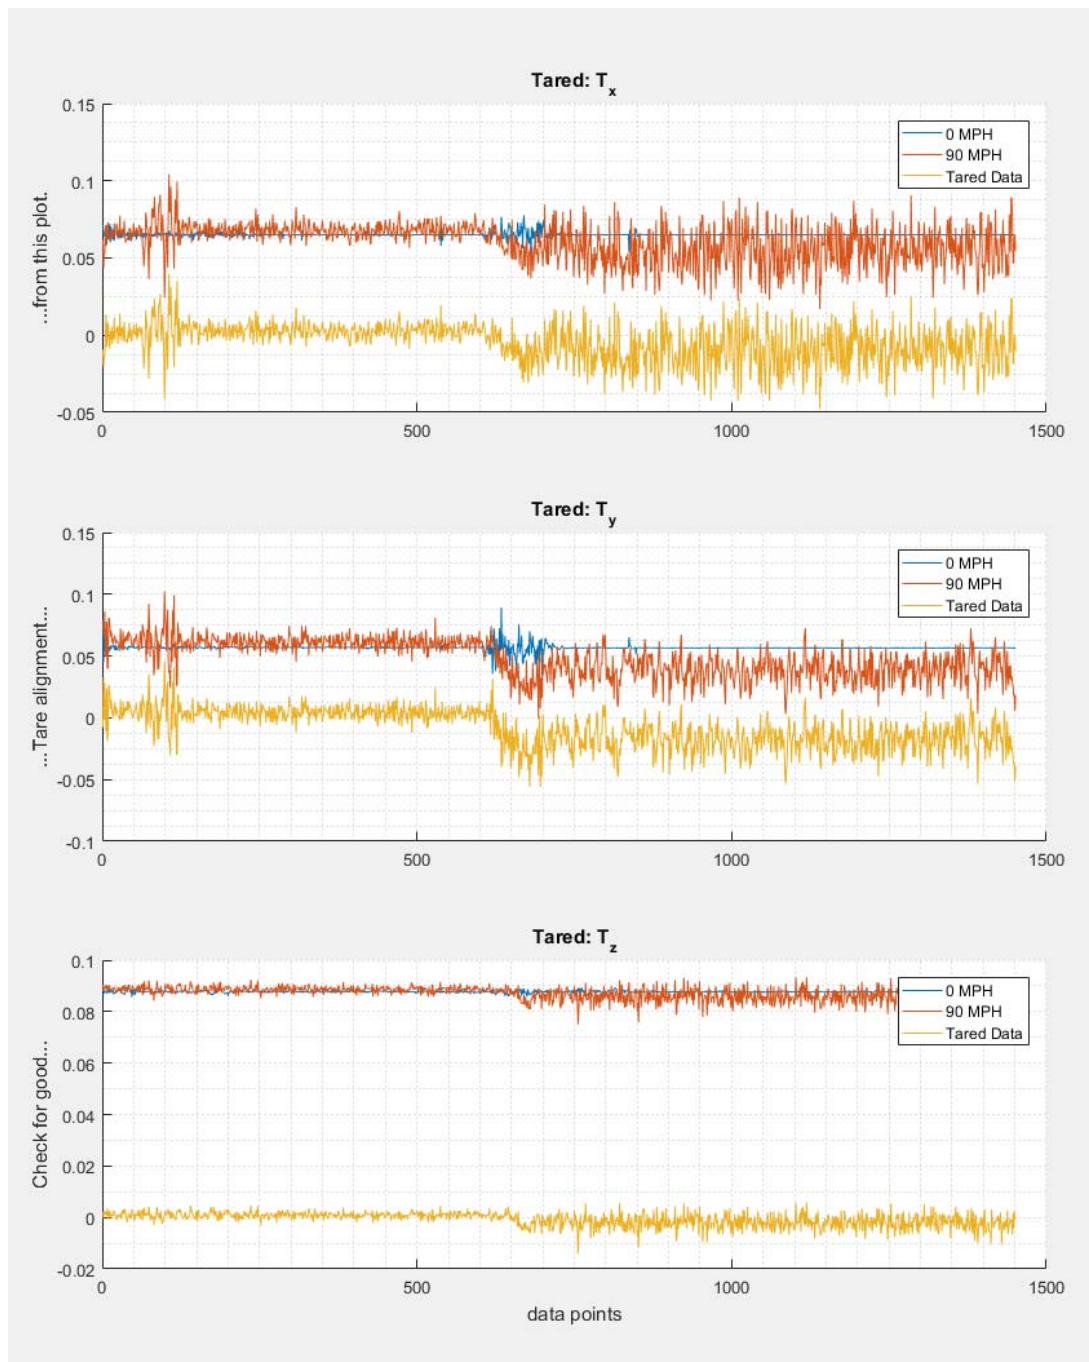 Tared: T_x
...from this plot.
0.15
0.1
0.05
0
-0.05
0 500 1000 1500
0 MPH
90 MPH
Tared Data
Tared: T_y
...Tare alignment...
0.15
0.1
0.05
0
-0.05
-0.1
0 500 1000 1500
0 MPH
90 MPH
Tared Data
Tared: T_z
Check for good...
0.1
0.08
0.06
0.04
0.02
0
-0.02
0 500 1000 1500
0 MPH
90 MPH
Tared Data
data points